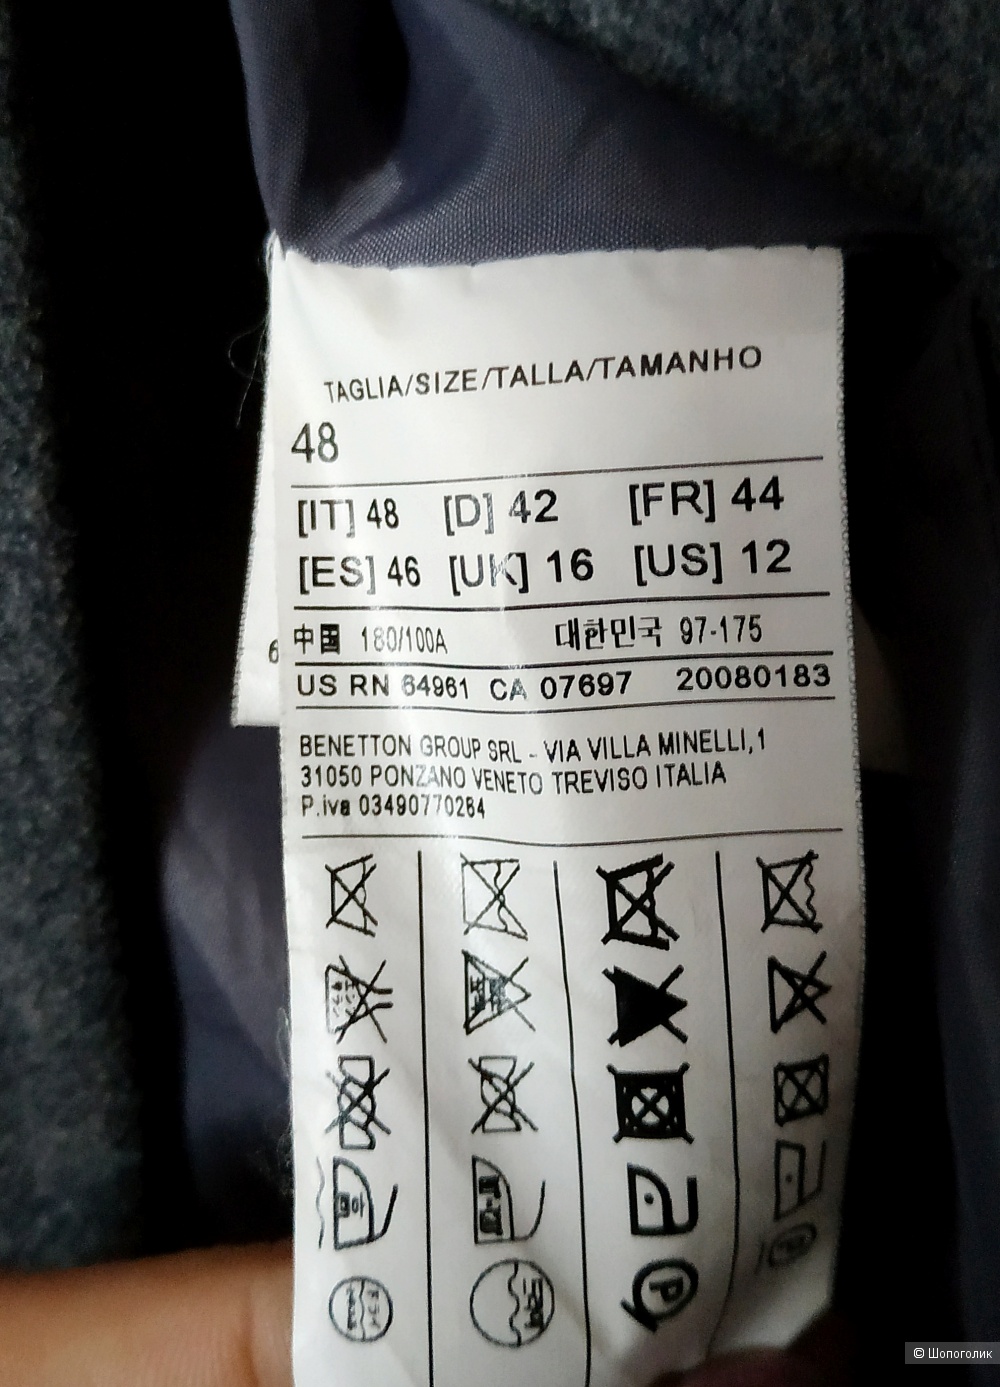 TAGLIA/SIZE/TALLA/TAMANHO
48
[IT] 48 [D] 42 [FR] 44
[ES] 46 [UK] 16 [US] 12
中国 180/100A 대한민국 97-175
6
US RN 64961 CA 07697 20080183
BENETTON GROUP SRL - VIA VILLA MINELLI,1
31050 PONZANO VENETO TREVISO ITALIA
P.iva 03490770264
P
© Шопоголик